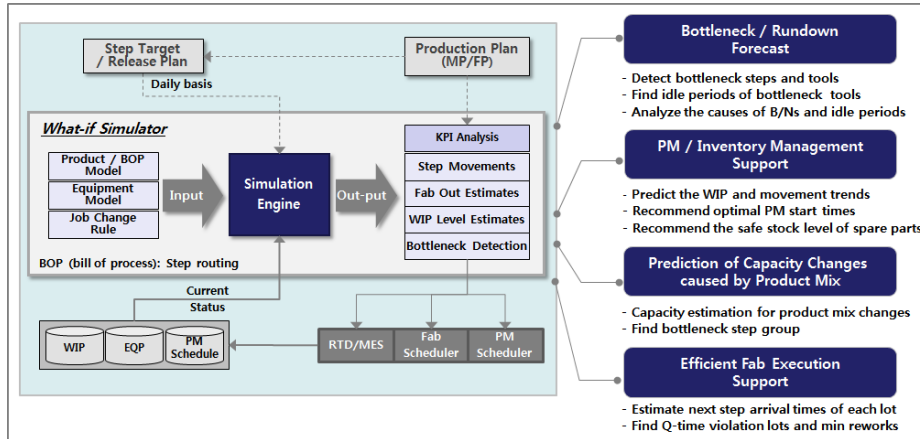 Step Target
/ Release Plan
Production Plan
(MP/FP)
Daily basis
What-if Simulator
Product / BOP
Model
Equipment
Model
Job Change
Rule
Input
Simulation
Engine
Out-put
KPI Analysis
Step Movements
Fab Out Estimates
WIP Level Estimates
Bottleneck Detection
BOP (bill of process): Step routing
Current
Status
WIP
EQP
PM
Schedule
RTD/MES
Fab
Scheduler
PM
Scheduler
Bottleneck / Rundown
Forecast
- Detect bottleneck steps and tools
- Find idle periods of bottleneck tools
- Analyze the causes of B/Ns and idle periods
PM / Inventory Management
Support
- Predict the WIP and movement trends
- Recommend optimal PM start times
- Recommend the safe stock level of spare parts
Prediction of Capacity Changes
caused by Product Mix
- Capacity estimation for product mix changes
- Find bottleneck step group
Efficient Fab Execution
Support
- Estimate next step arrival times of each lot
- Find Q-time violation lots and min reworks